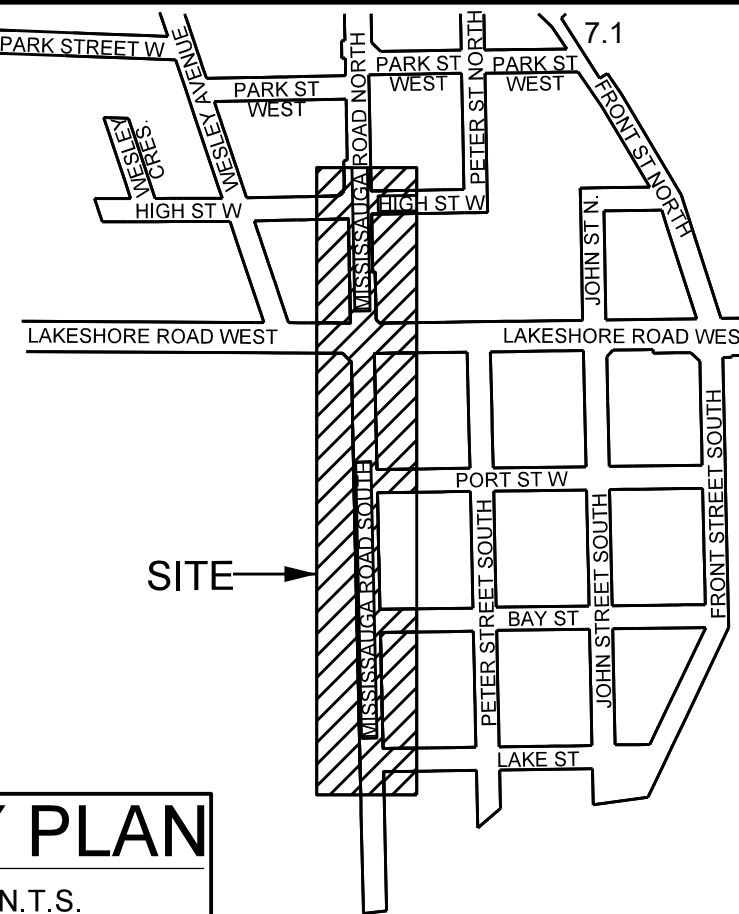 7.1
PARK STREET W
WESLEY AVENUE
PARK ST
WEST
MISSISSAUGA ROAD NORTH
PARK ST
WEST
PETER ST NORTH
PARK ST
WEST
FRONT ST NORTH
WESLEY
CRES.
HIGH ST W
HIGH ST W
JOHN ST N.
LAKESHORE ROAD WEST
LAKESHORE ROAD WES
MISSISSAUGA ROAD SOUTH
PORT ST W
PETER STREET SOUTH
JOHN STREET SOUTH
FRONT STREET SOUTH
SITE
BAY ST
LAKE ST
Y PLAN
N.T.S.